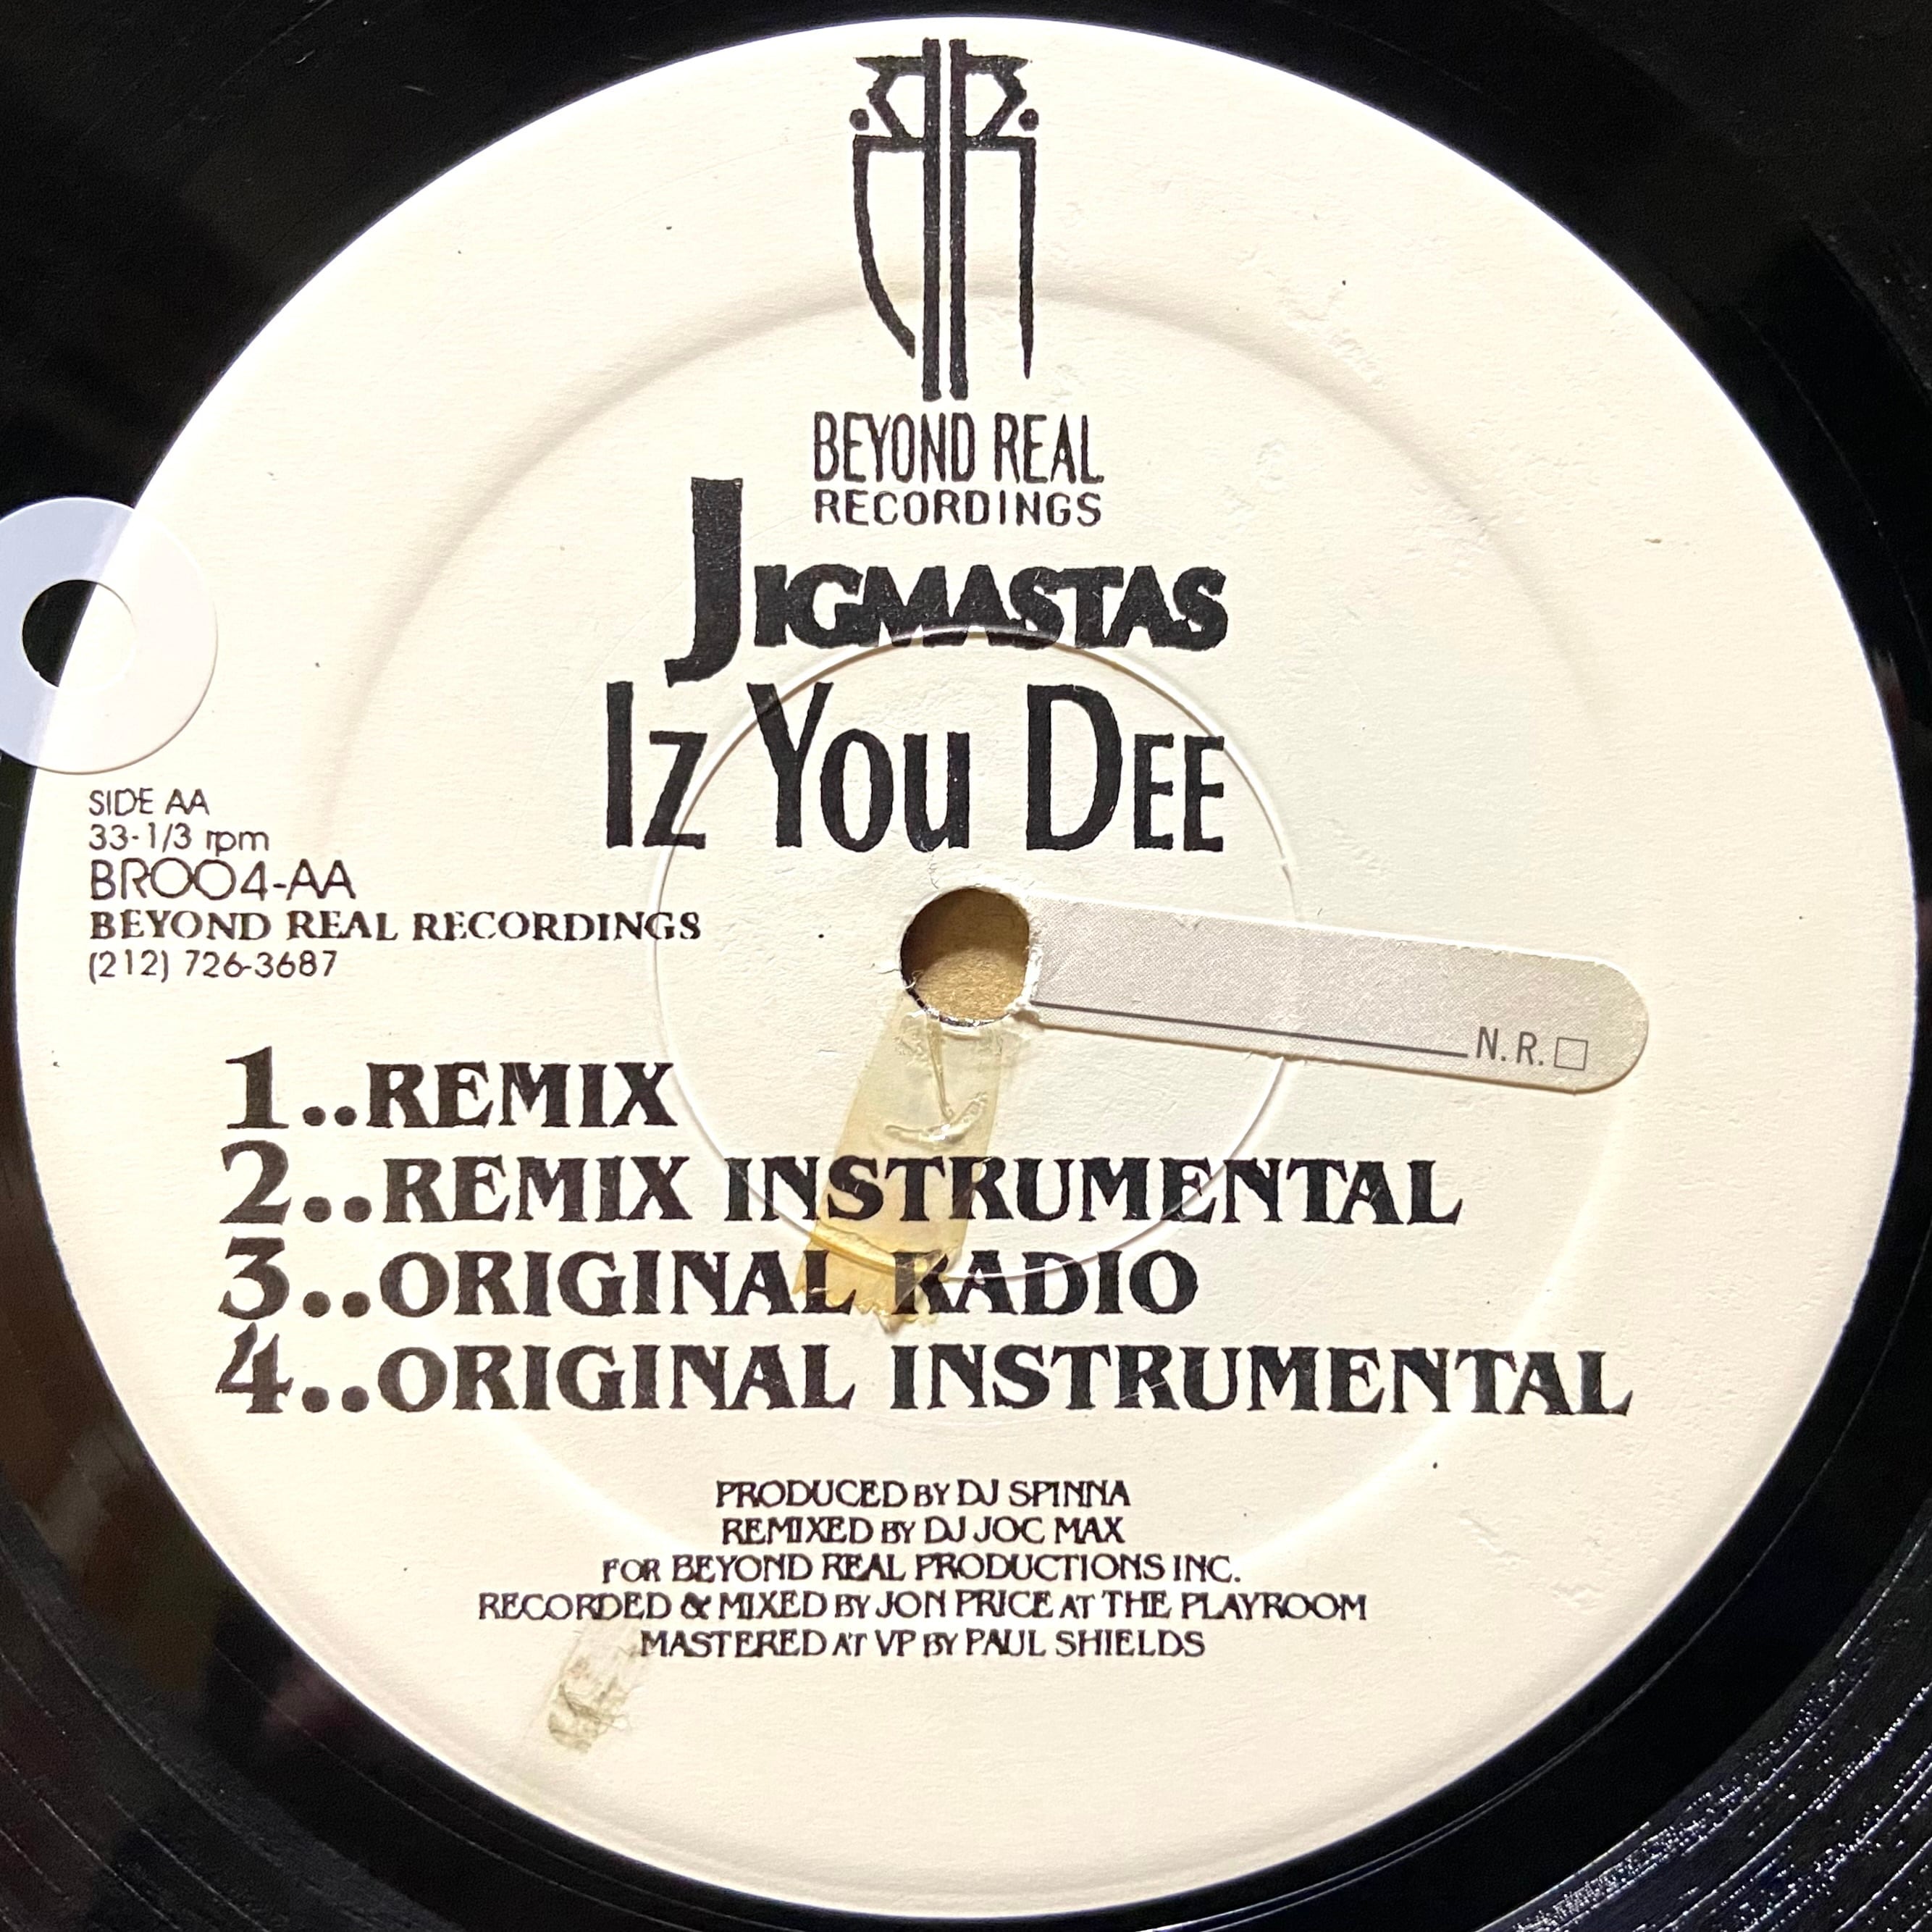 BEYOND REAL
RECORDINGS
JIGMASTAS
IZ YOU DEE
SIDE AA
33-1/3 rpm
BR004-AA
BEYOND REAL RECORDINGS
(212) 726-3687
N.R.
1..REMIX
2..REMIX INSTRUMENTAL
3..ORIGINAL RADIO
4..ORIGINAL INSTRUMENTAL
PRODUCED BY DJ SPINNA
REMIXED BY DJ JOC MAX
FOR BEYOND REAL PRODUCTIONS INC.
RECORDED & MIXED BY JON PRICE AT THE PLAYROOM
MASTERED AT VP BY PAUL SHIELDS